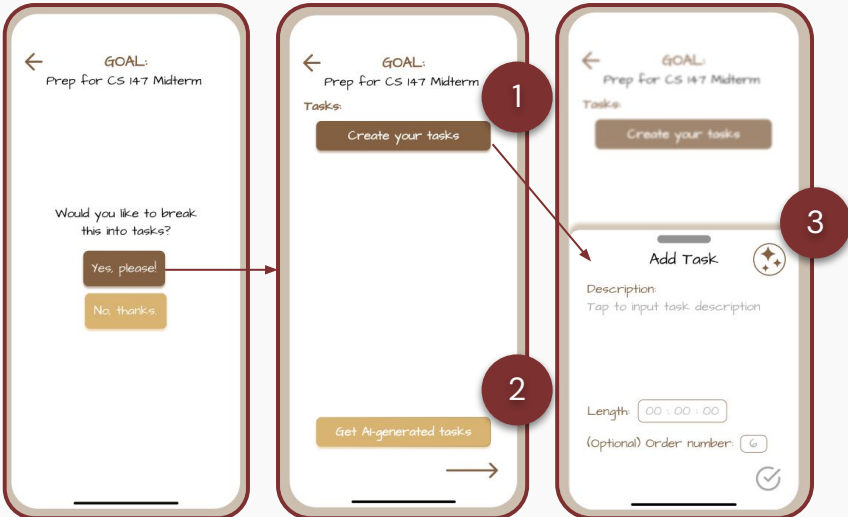 GOAL:
Prep for CS 147 Midterm
Would you like to break
this into tasks?
Yes, please!
No, thanks.
GOAL:
Prep for CS 147 Midterm
Tasks:
Create your tasks
1
2
Get AI-generated tasks
GOAL:
Prep for CS 147 Midterm
Tasks:
Create your tasks
3
Add Task
Description:
Tap to input task description
Length: 00 : 00 : 00
(Optional) Order number: 6